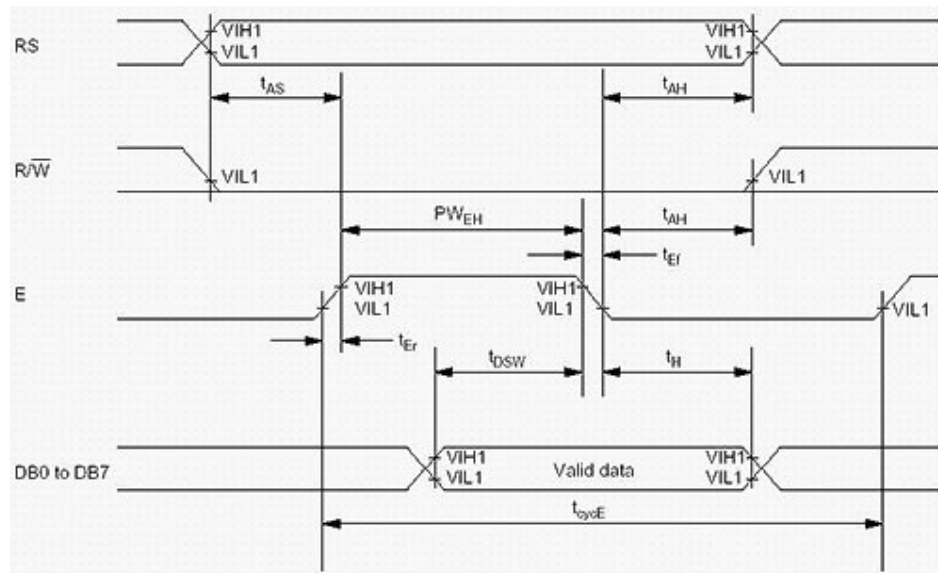 RS
VIH1
VIL1
VIH1
VIL1
tAS
tAH
R/W̅
VIL1
VIL1
PWEH
tAH
tEf
E
VIH1
VIL1
VIH1
VIL1
VIL1
tEr
tDSW
tH
DB0 to DB7
VIH1
VIL1
Valid data
VIH1
VIL1
tcycE